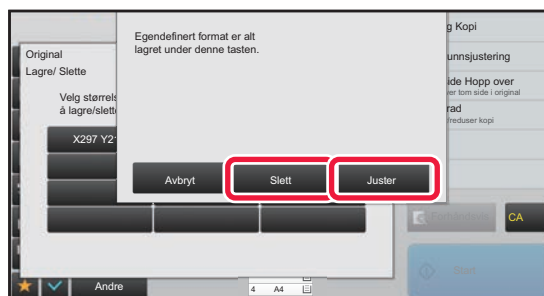 Egendefinert format er alt
lagret under denne tasten.
g Kopi
Original
unnsjustering
Lagre/ Slette
ide Hopp over
er tom side i original
Velg størrels
å lagre/slett
rad
/reduser kopi
X297 Y21
Avbryt
Slett
Juster
CA
Start
Andre
4 A4